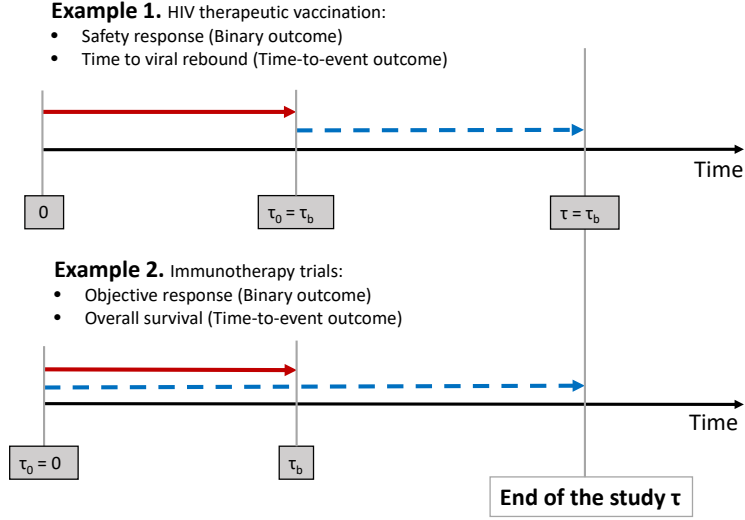 Example 1. HIV therapeutic vaccination:
• Safety response (Binary outcome)
• Time to viral rebound (Time-to-event outcome)
Time
0
τ₀ = τb
τ = τb
Example 2. Immunotherapy trials:
• Objective response (Binary outcome)
• Overall survival (Time-to-event outcome)
Time
τ₀ = 0
τb
End of the study τ